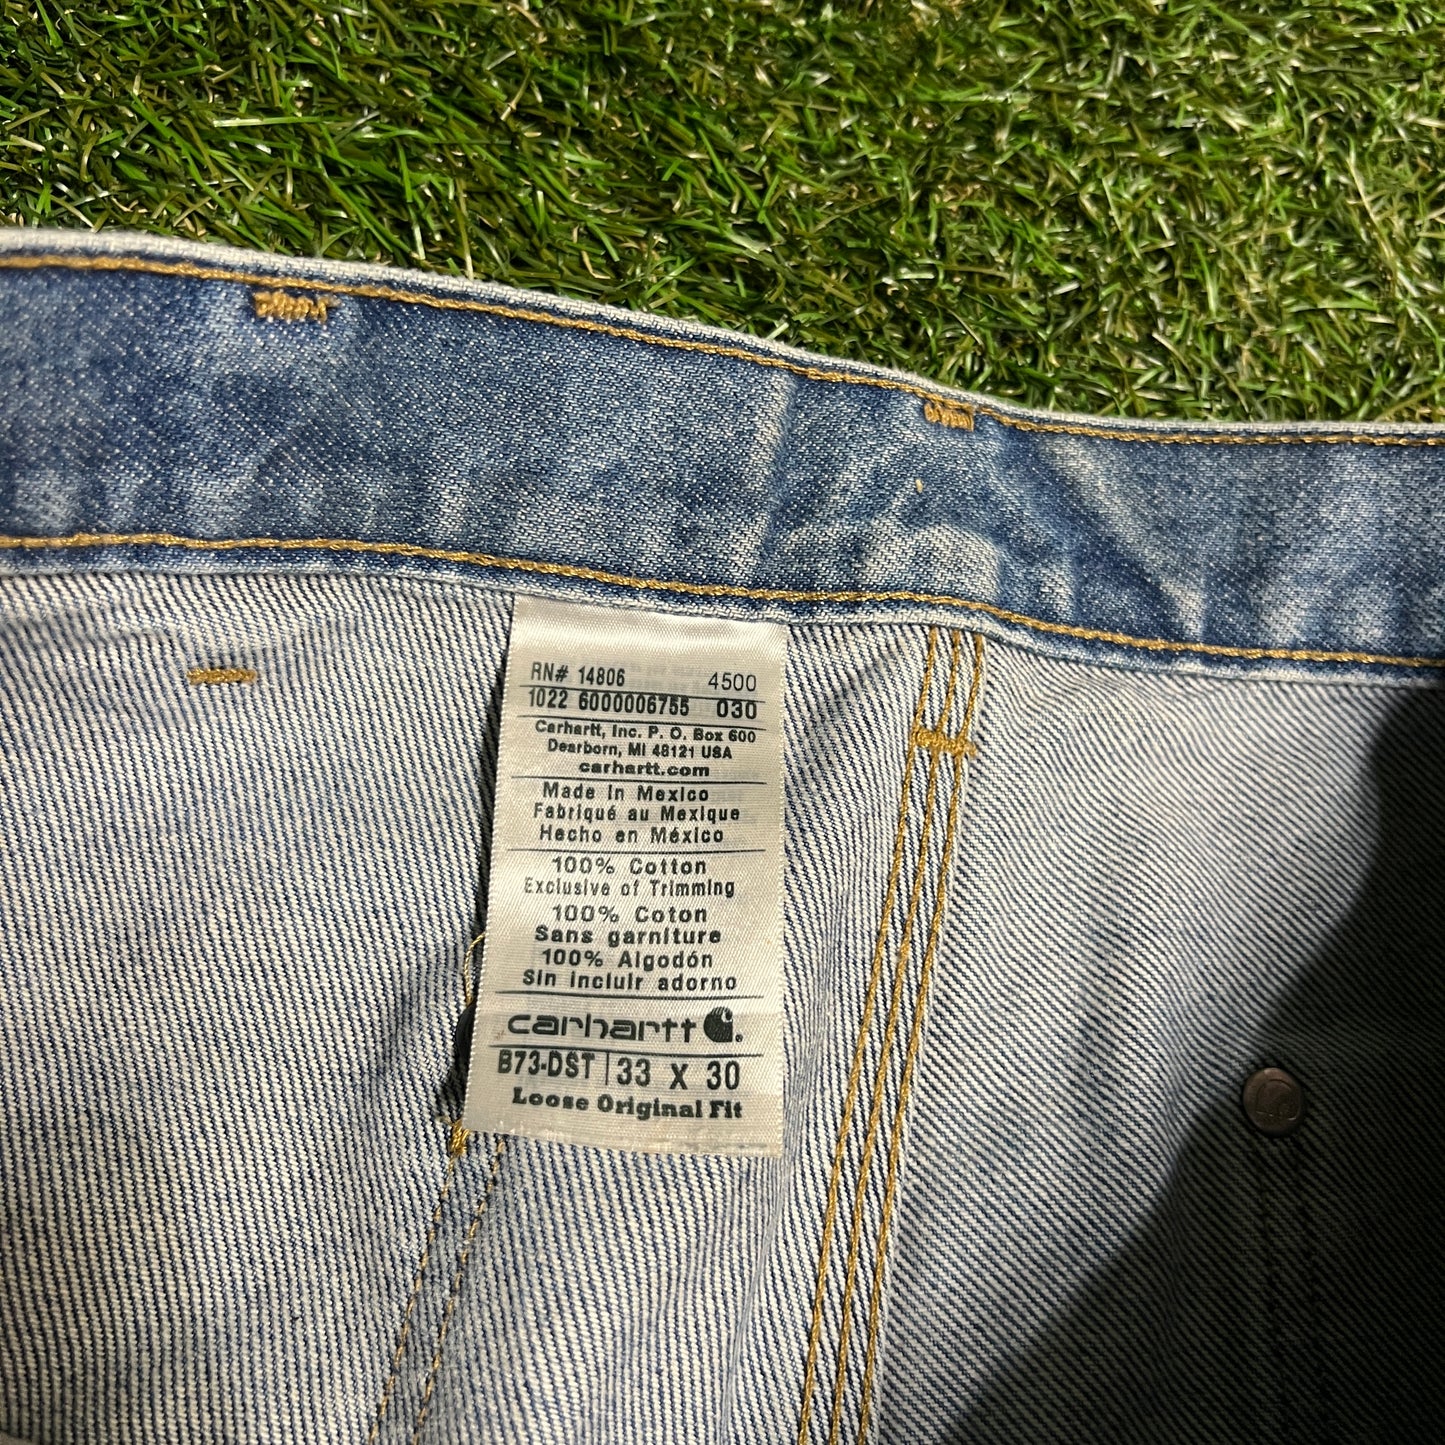 RN# 14806 4500
1022 6000006755 030
Carhartt, Inc. P. O. Box 600
Dearborn, MI 48121 USA
carhartt.com
Made in Mexico
Fabriqué au Mexique
Hecho en México
100% Cotton
Exclusive of Trimming
100% Coton
Sans garniture
100% Algodón
Sin incluir adorno
carhartt
B73-DST | 33 X 30
Loose Original Fit